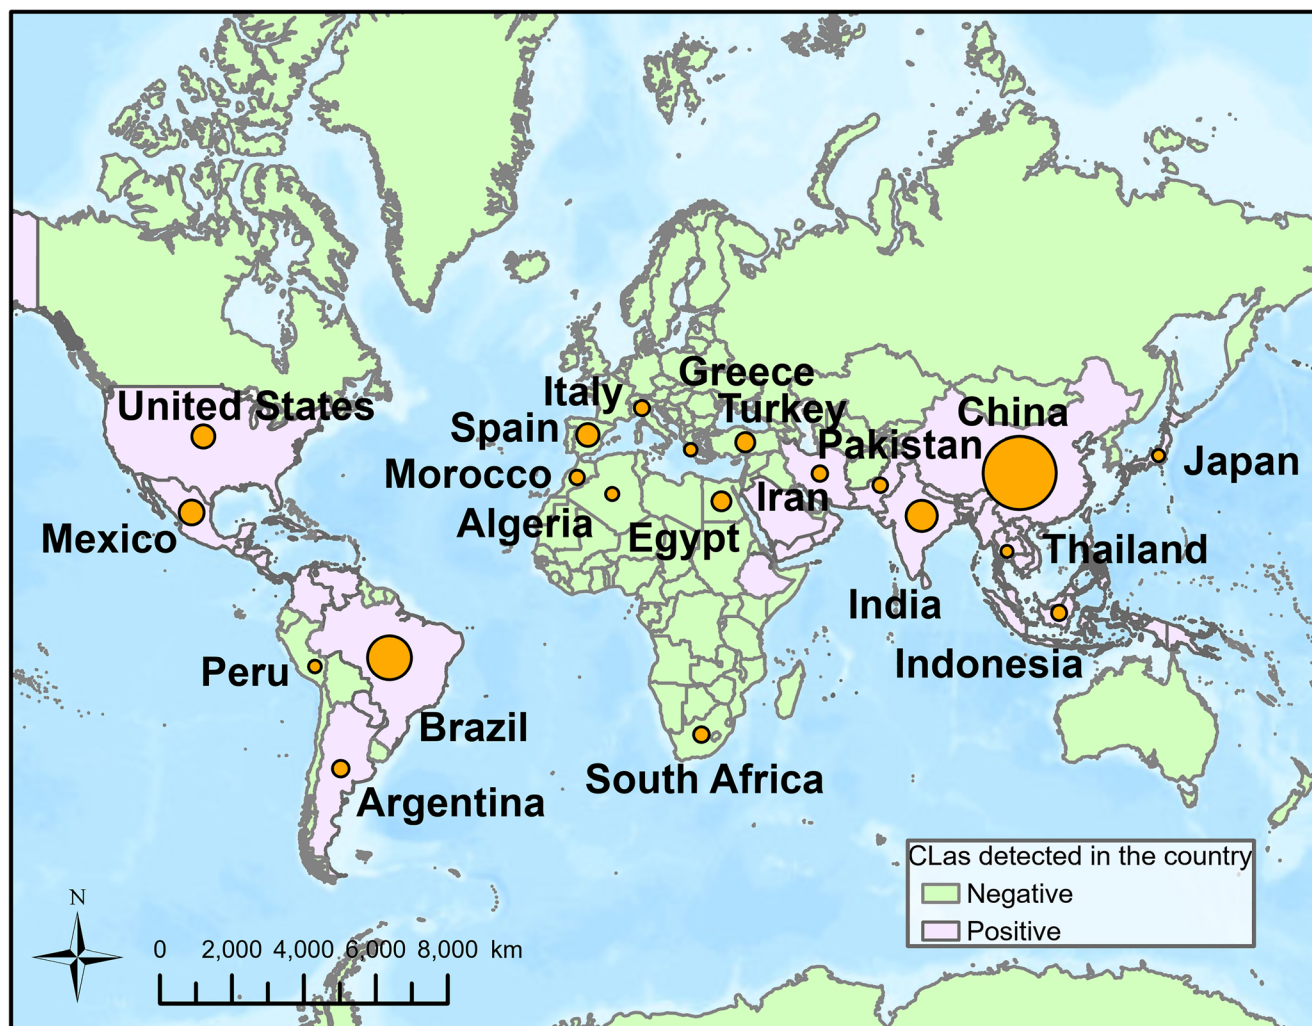 Greece
Italy
United States
Turkey
China
Spain
Pakistan
Japan
Morocco
Iran
Algeria
Egypt
Mexico
Thailand
India
Indonesia
Peru
Brazil
South Africa
Argentina
CLas detected in the country
Negative
Positive
N
0 2,000 4,000 6,000 8,000 km